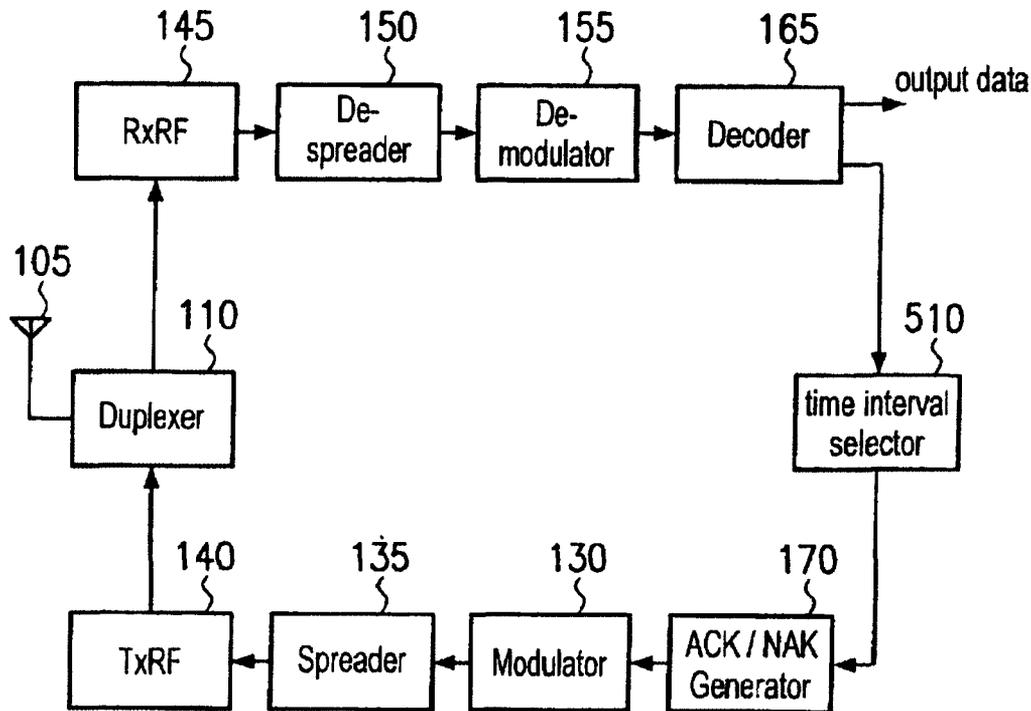 145
150
155
165
output data
RxRF
De-
spreader
De-
modulator
Decoder
105
110
510
Duplexer
time interval
selector
140
135
130
170
TxRF
Spreader
Modulator
ACK / NAK
Generator